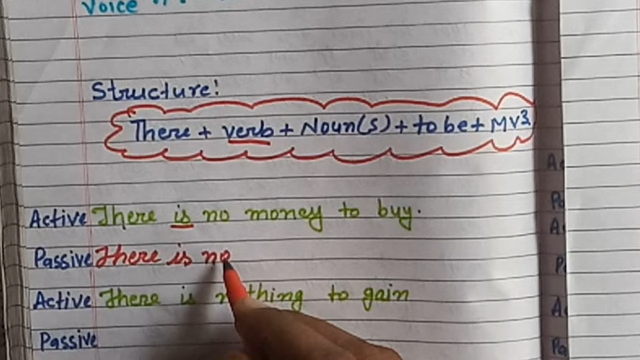 Voice
Structure:
There + verb + Noun(s) + to be + MV3
Active There is no money to buy.
Passive There is no
Active There is nothing to gain
Passive